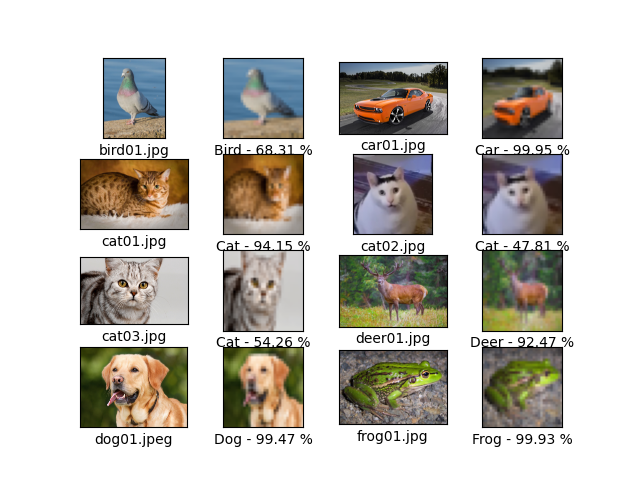 bird01.jpg
Bird - 68.31 %
car01.jpg
Car - 99.95 %
cat01.jpg
Cat - 94.15 %
cat02.jpg
Cat - 47.81 %
cat03.jpg
Cat - 54.26 %
deer01.jpg
Deer - 92.47 %
dog01.jpeg
Dog - 99.47 %
frog01.jpg
Frog - 99.93 %